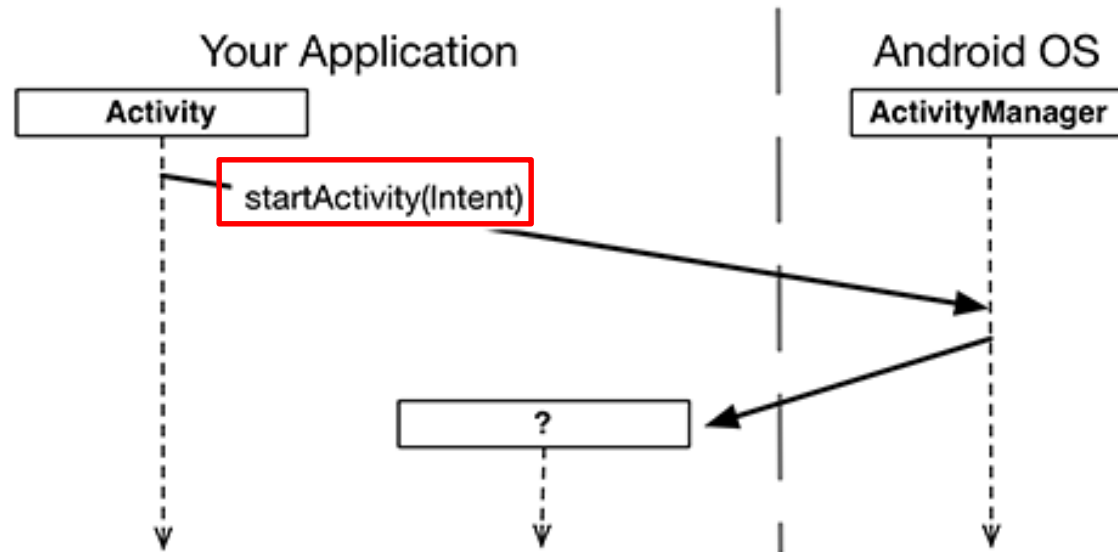 Your Application
Android OS
Activity
ActivityManager
startActivity(Intent)
?